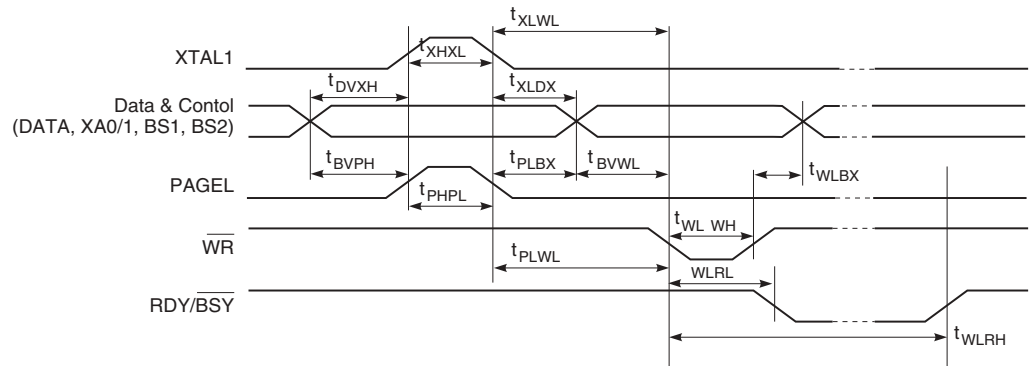 tXLWL
XTAL1
tXHXL
tDVXH
tXLDX
Data & Contol
(DATA, XA0/1, BS1, BS2)
tBVPH
tPLBX
tBVWL
tWLBX
PAGEL
tPHPL
tWL WH
WR
tPLWL
WLRL
RDY/BSY
tWLRH